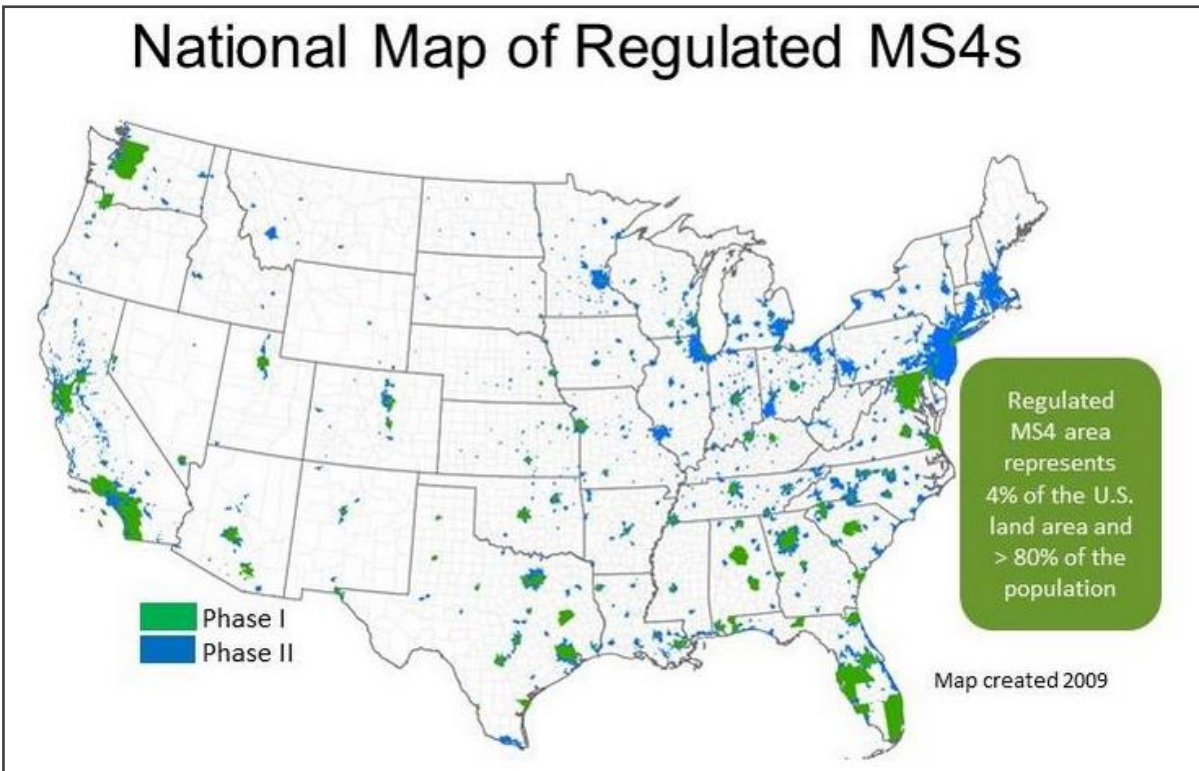 National Map of Regulated MS4s
Regulated
MS4 area
represents
4% of the U.S.
land area and
> 80% of the
population
Phase I
Phase II
Map created 2009